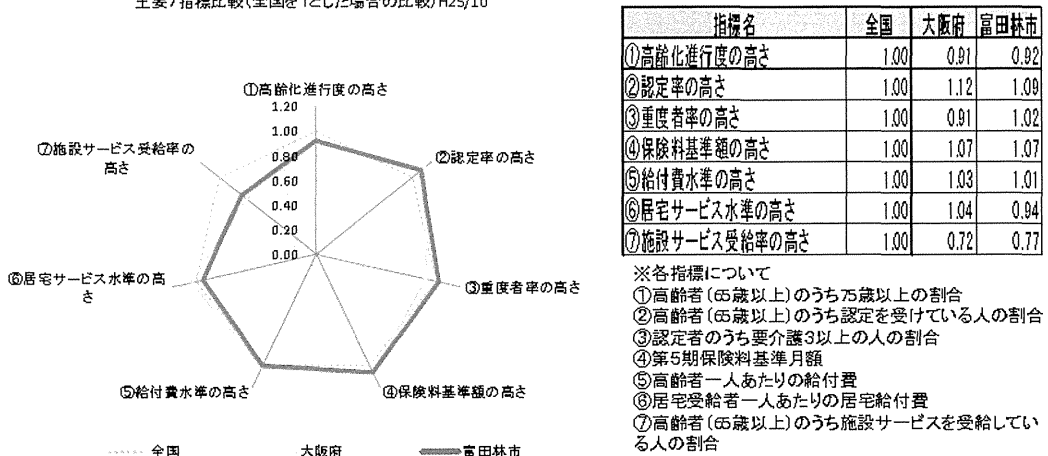 主要7指標比較(全国を1とした場合の比較)H25/10
①高齢化進行度の高さ
②認定率の高さ
③重度者率の高さ
④保険料基準額の高さ
⑤給付費水準の高さ
⑥居宅サービス水準の高
さ
⑦施設サービス受給率の
高さ
1.20
1.00
0.80
0.60
0.40
0.20
0.00
全国 大阪府 富田林市
指標名 全国 大阪府 富田林市
①高齢化進行度の高さ 1.00 0.91 0.92
②認定率の高さ 1.00 1.12 1.09
③重度者率の高さ 1.00 0.91 1.02
④保険料基準額の高さ 1.00 1.07 1.07
⑤給付費水準の高さ 1.00 1.03 1.01
⑥居宅サービス水準の高さ 1.00 1.04 0.94
⑦施設サービス受給率の高さ 1.00 0.72 0.77
※各指標について
①高齢者(65歳以上)のうち75歳以上の割合
②高齢者(65歳以上)のうち認定を受けている人の割合
③認定者のうち要介護3以上の人の割合
④第5期保険料基準月額
⑤高齢者一人あたりの給付費
⑥居宅受給者一人あたりの居宅給付費
⑦高齢者(65歳以上)のうち施設サービスを受給してい
る人の割合